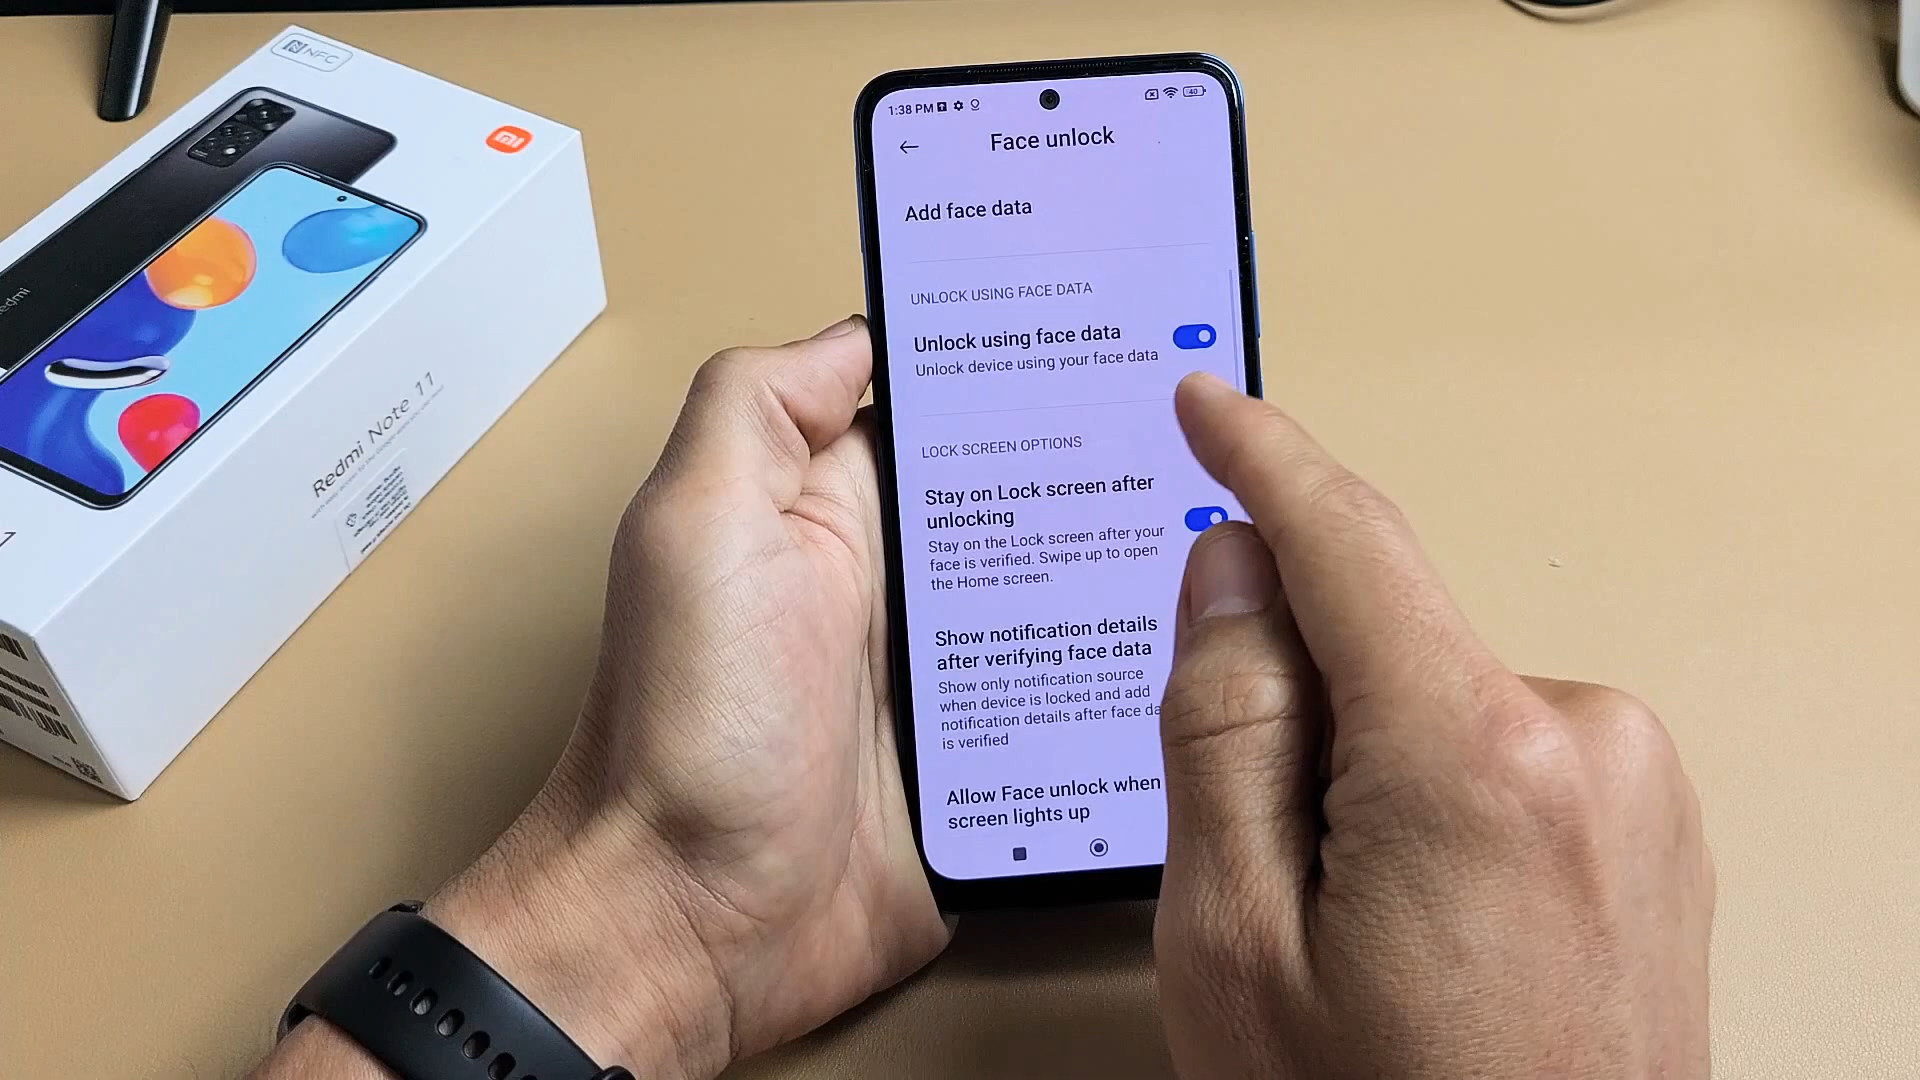 NFC
Redmi Note 11
1:38 PM
40
Face unlock
Add face data
UNLOCK USING FACE DATA
Unlock using face data
Unlock device using your face data
LOCK SCREEN OPTIONS
Stay on Lock screen after
unlocking
Stay on the Lock screen after your
face is verified. Swipe up to open
the Home screen.
Show notification details
after verifying face data
Show only notification source
when device is locked and add
notification details after face da
is verified
Allow Face unlock when
screen lights up